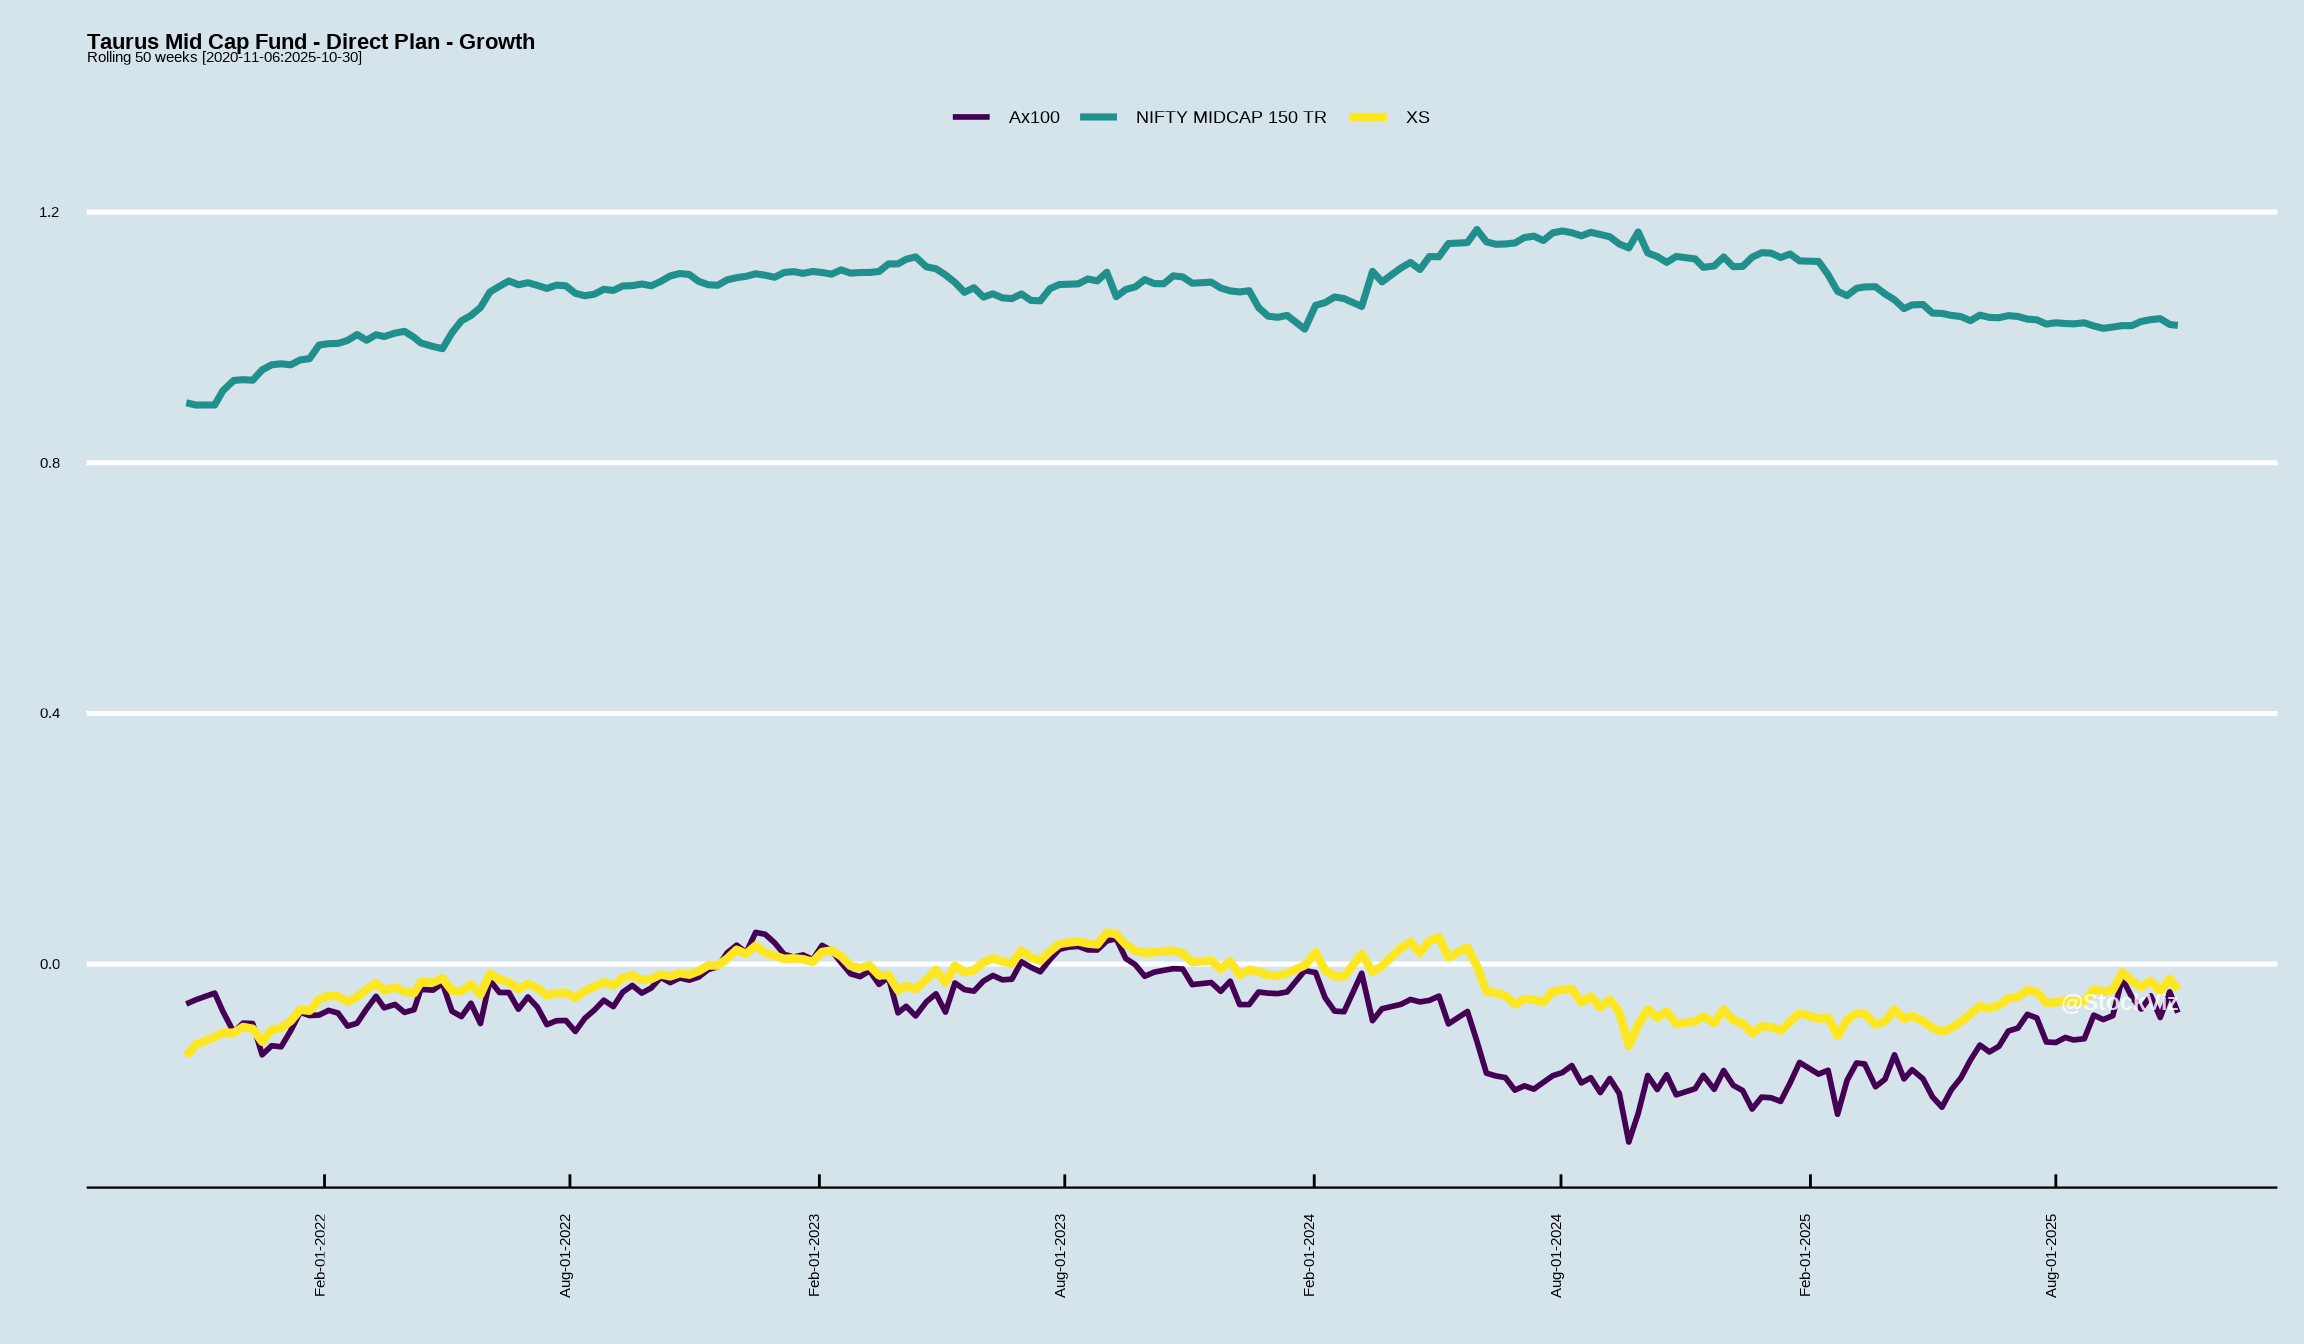 Taurus Mid Cap Fund - Direct Plan - Growth
Rolling 50 weeks [2020-11-06:2025-10-30]
Ax100 NIFTY MIDCAP 150 TR XS
1.2
0.8
0.4
0.0
@StockViz
Feb-01-2022 Aug-01-2022 Feb-01-2023 Aug-01-2023 Feb-01-2024 Aug-01-2024 Feb-01-2025 Aug-01-2025